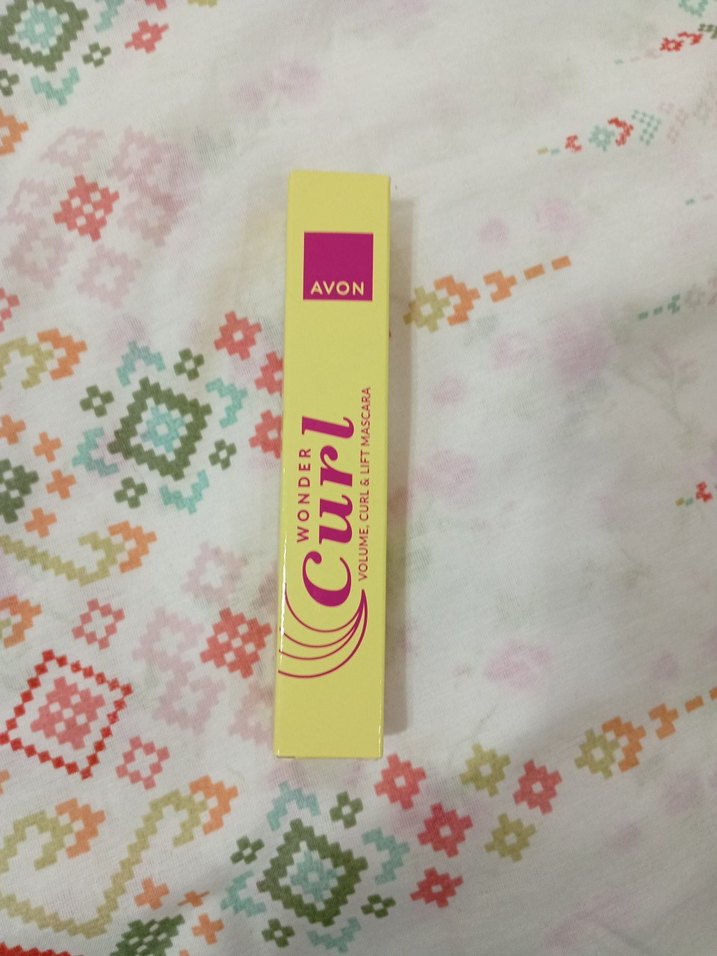 AVON
WONDER
Curl
VOLUME, CURL & LIFT MASCARA